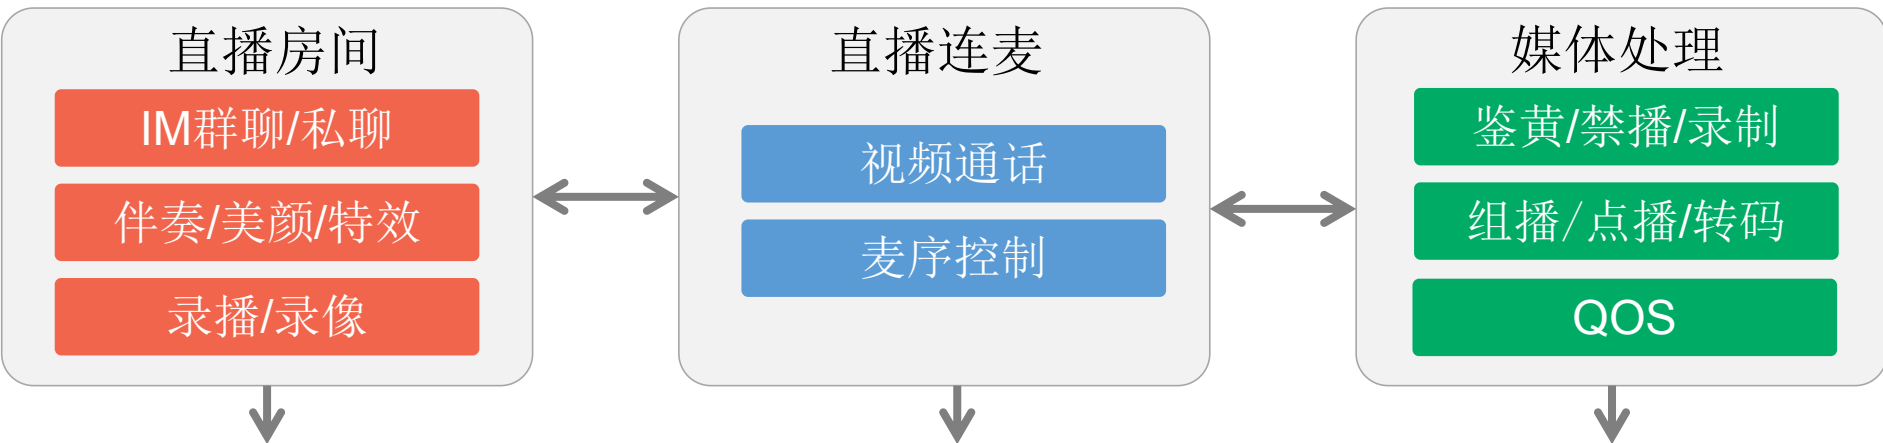 直播房间
IM群聊/私聊
伴奏/美颜/特效
录播/录像
直播连麦
视频通话
麦序控制
媒体处理
鉴黄/禁播/录制
组播/点播/转码
QOS